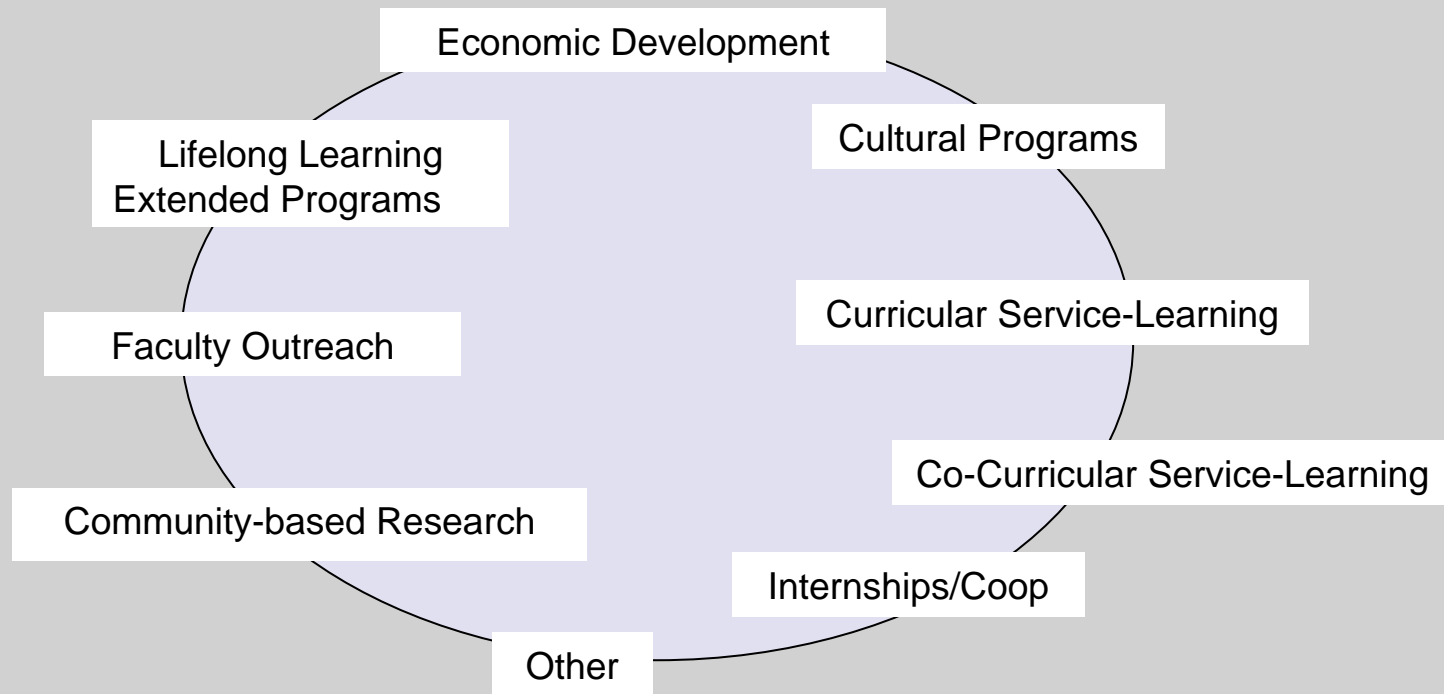 Economic Development
Cultural Programs
Lifelong Learning
Extended Programs
Curricular Service-Learning
Faculty Outreach
Co-Curricular Service-Learning
Community-based Research
Internships/Coop
Other